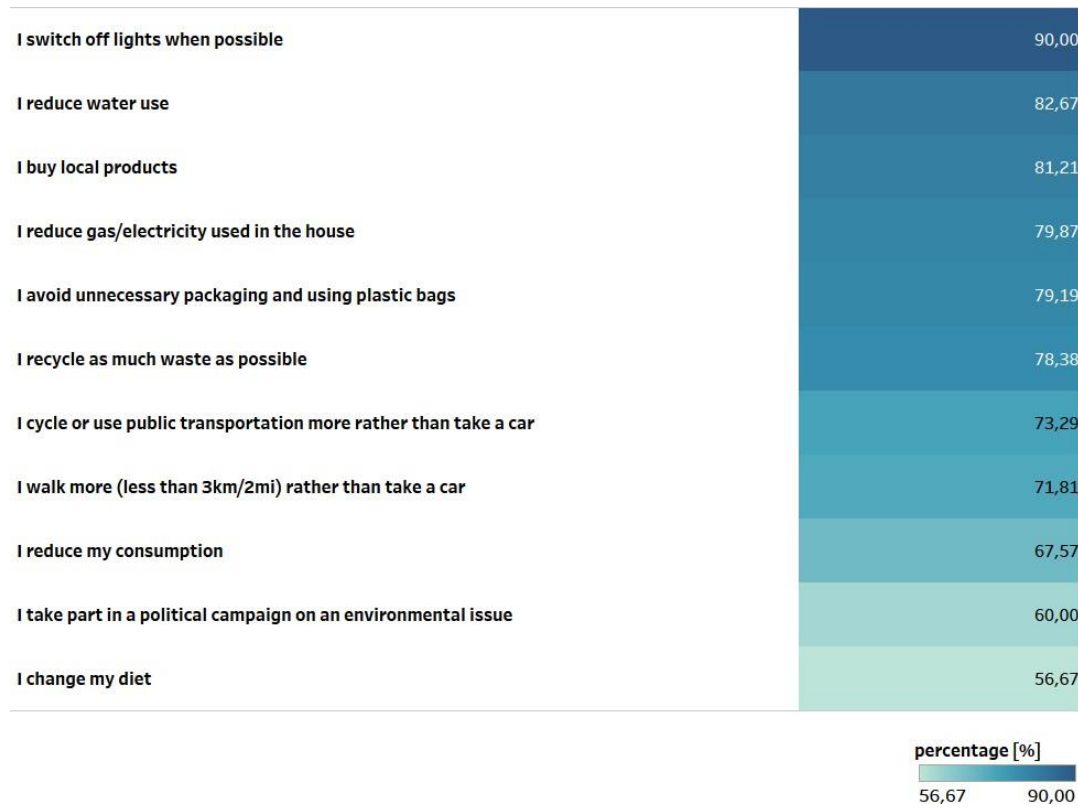 I switch off lights when possible 90,00
I reduce water use 82,67
I buy local products 81,21
I reduce gas/electricity used in the house 79,87
I avoid unnecessary packaging and using plastic bags 79,19
I recycle as much waste as possible 78,38
I cycle or use public transportation more rather than take a car 73,29
I walk more (less than 3km/2mi) rather than take a car 71,81
I reduce my consumption 67,57
I take part in a political campaign on an environmental issue 60,00
I change my diet 56,67
percentage [%]
56,67 90,00